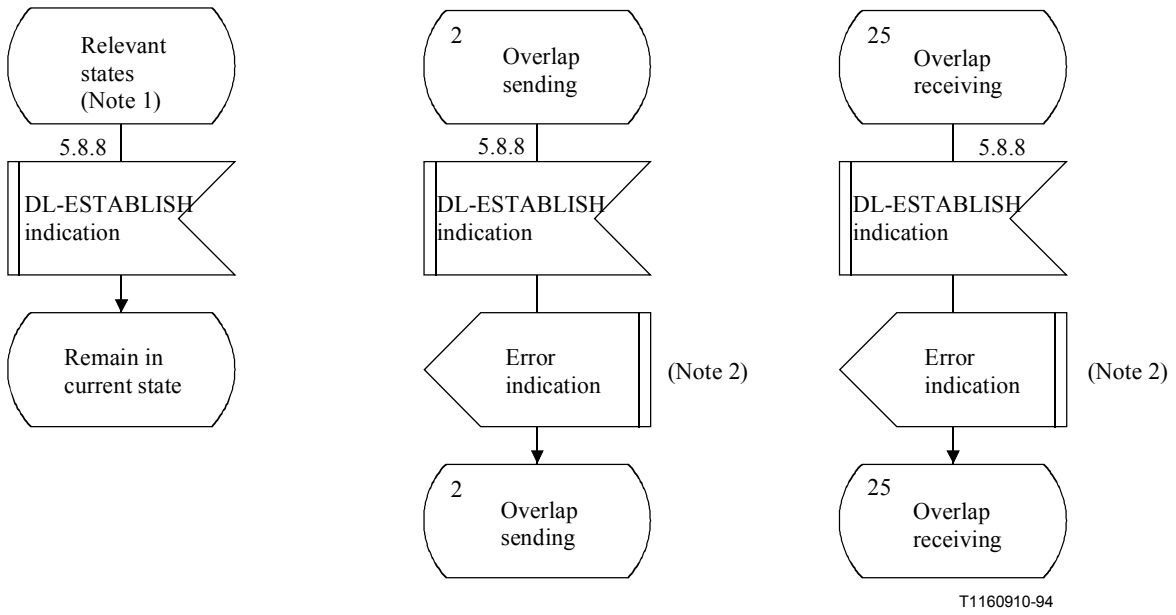 Relevant
states
(Note 1)
5.8.8
DL-ESTABLISH
indication
Remain in
current state
2
Overlap
sending
5.8.8
DL-ESTABLISH
indication
Error
indication
(Note 2)
2
Overlap
sending
25
Overlap
receiving
5.8.8
DL-ESTABLISH
indication
Error
indication
(Note 2)
25
Overlap
receiving
T1160910-94